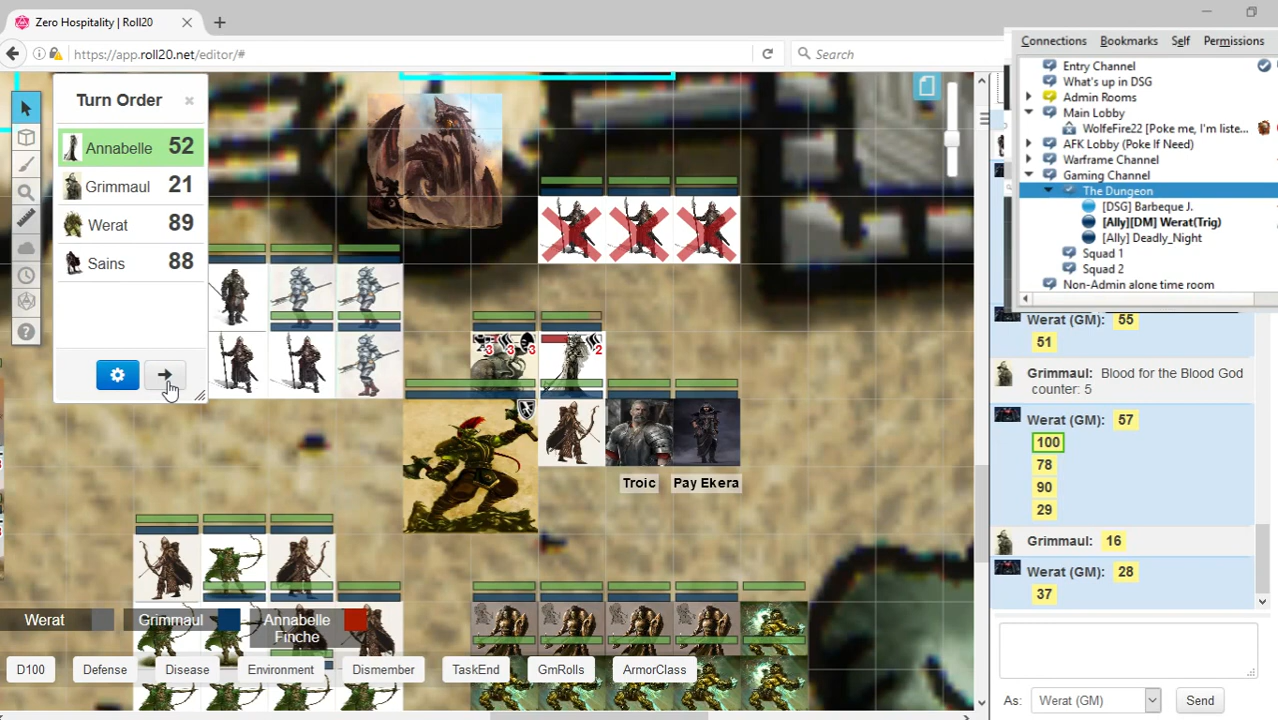 Zero Hospitality | Roll20
https://app.roll20.net/editor/#
Search
Turn Order
Annabelle 52
Grimmaul 21
Werat 89
Sains 88
3 3 3
2
Troic
Pay Ekera
Werat
Grimmaul
Annabelle
Finche
D100
Defense
Disease
Environment
Dismember
TaskEnd
GmRolls
ArmorClass
Connections Bookmarks Self Permissions
Entry Channel
What's up in DSG
Admin Rooms
Main Lobby
WolfeFire22 [Poke me, I'm liste...
AFK Lobby (Poke If Need)
Warframe Channel
Gaming Channel
The Dungeon
[DSG] Barbeque J.
[Ally][DM] Werat(Trig)
[Ally] Deadly_Night
Squad 1
Squad 2
Non-Admin alone time room
Werat (GM): 55
51
Grimmaul: Blood for the Blood God
counter: 5
Werat (GM): 57
100
78
90
29
Grimmaul: 16
Werat (GM): 28
37
As: Werat (GM) Send